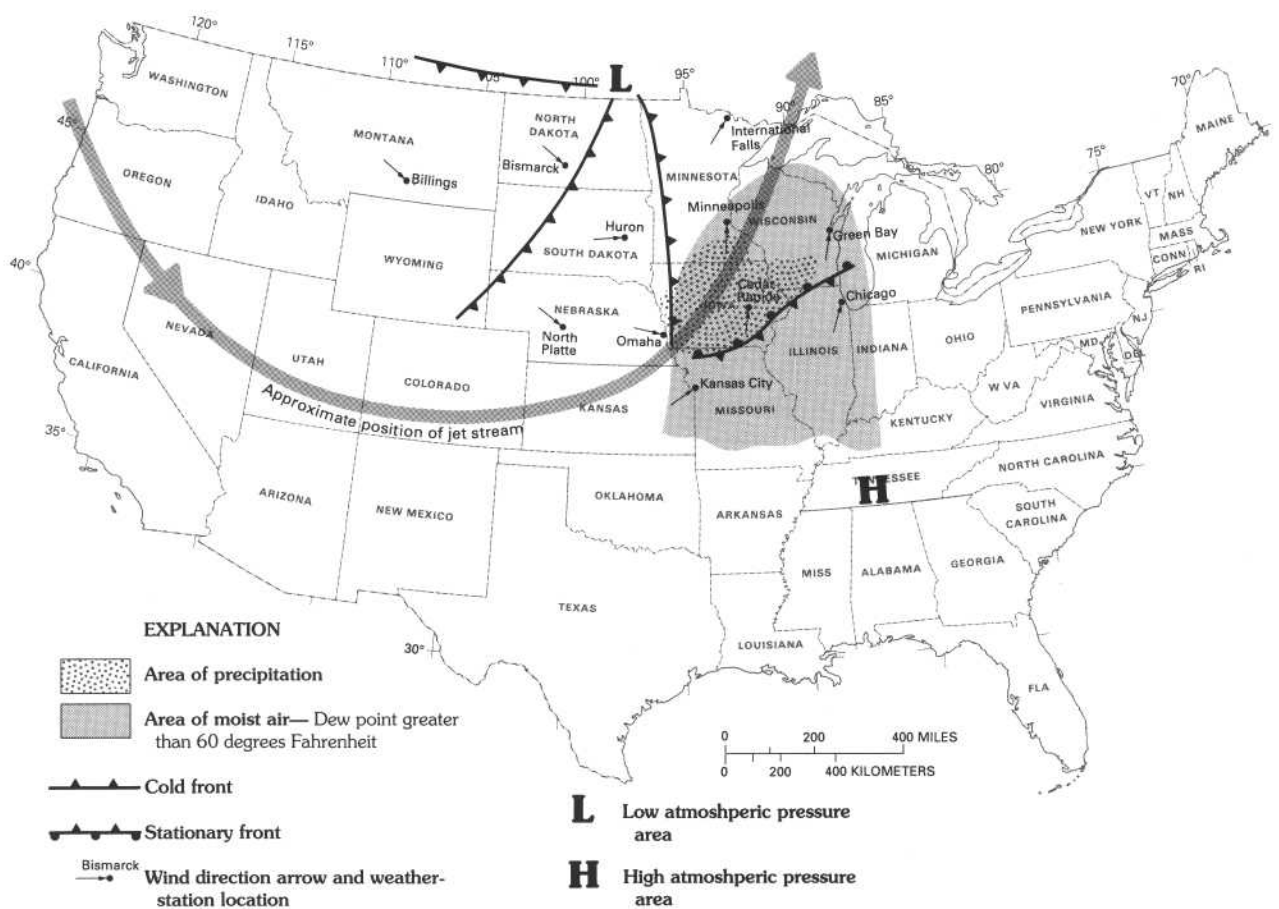 120°
115°
110°
105°
100°
L
95°
90°
85°
80°
75°
70°
45°
40°
35°
30°
WASHINGTON
MONTANA
NORTH
DAKOTA
International
Falls
MAINE
OREGON
IDAHO
Billings
Bismarck
MINNESOTA
VT
NH
Minneapolis
WISCONSIN
NEW YORK
MASS
CONN
RI
WYOMING
Huron
SOUTH DAKOTA
Green Bay
MICHIGAN
NEVADA
NEBRASKA
North
Platte
Omaha
Cedar
Rapids
Chicago
PENNSYLVANIA
NJ
MD
DEL
CALIFORNIA
UTAH
COLORADO
KANSAS
Kansas City
MISSOURI
ILLINOIS
INDIANA
OHIO
W VA
VIRGINIA
KENTUCKY
Approximate position of jet stream
ARIZONA
NEW MEXICO
OKLAHOMA
ARKANSAS
TENNESSEE
H
NORTH CAROLINA
SOUTH
CAROLINA
TEXAS
LOUISIANA
MISS
ALABAMA
GEORGIA
FLA
EXPLANATION
Area of precipitation
Area of moist air— Dew point greater
than 60 degrees Fahrenheit
Cold front
Stationary front
Bismarck
Wind direction arrow and weather-
station location
0 200 400 MILES
0 200 400 KILOMETERS
L Low atmoshperic pressure
area
H High atmoshperic pressure
area